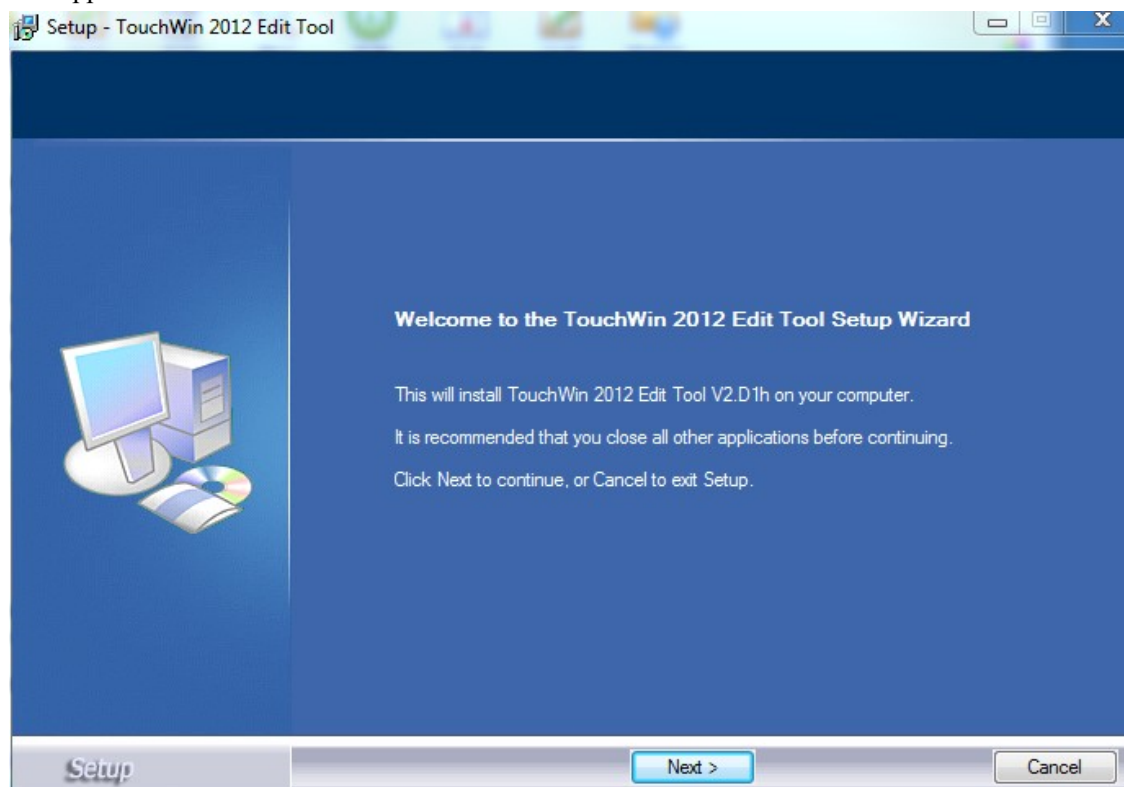 Setup - TouchWin 2012 Edit Tool
X
Welcome to the TouchWin 2012 Edit Tool Setup Wizard
This will install TouchWin 2012 Edit Tool V2.D1h on your computer.
It is recommended that you close all other applications before continuing.
Click Next to continue, or Cancel to exit Setup.
Setup
Next >
Cancel